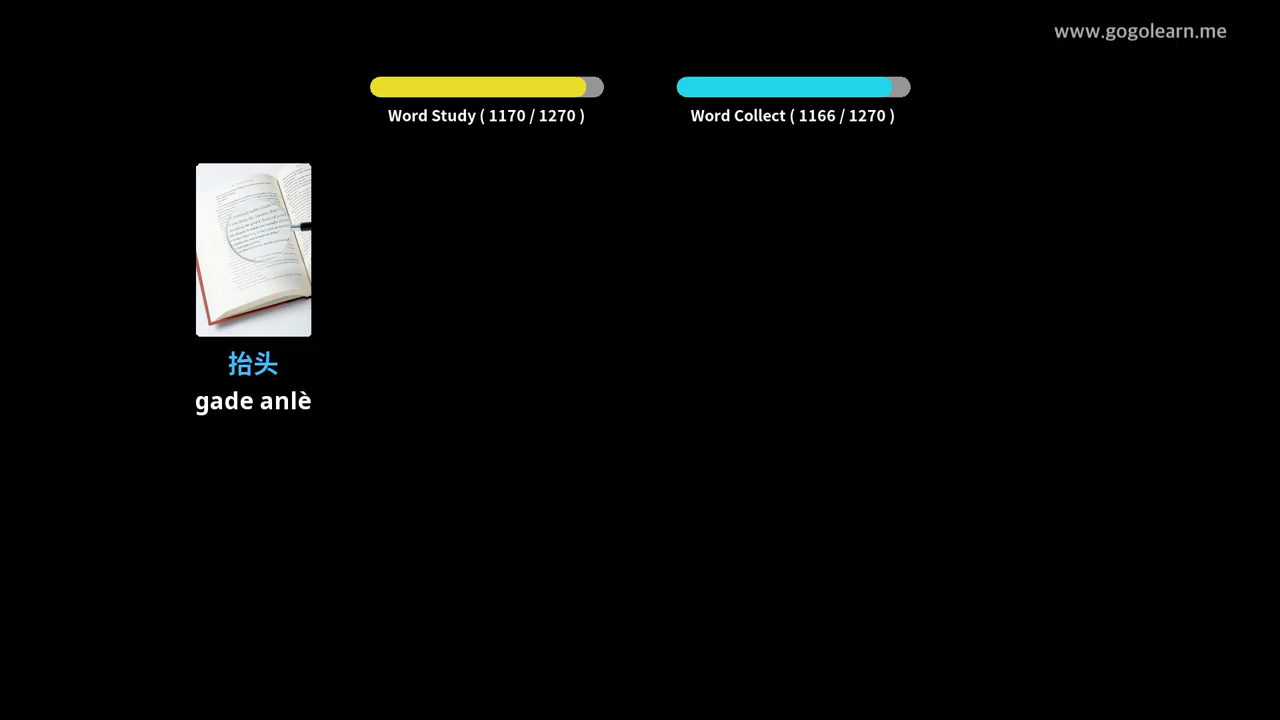 www.gogolearn.me
Word Study ( 1170 / 1270 )
Word Collect ( 1166 / 1270 )
抬头
gade anlè